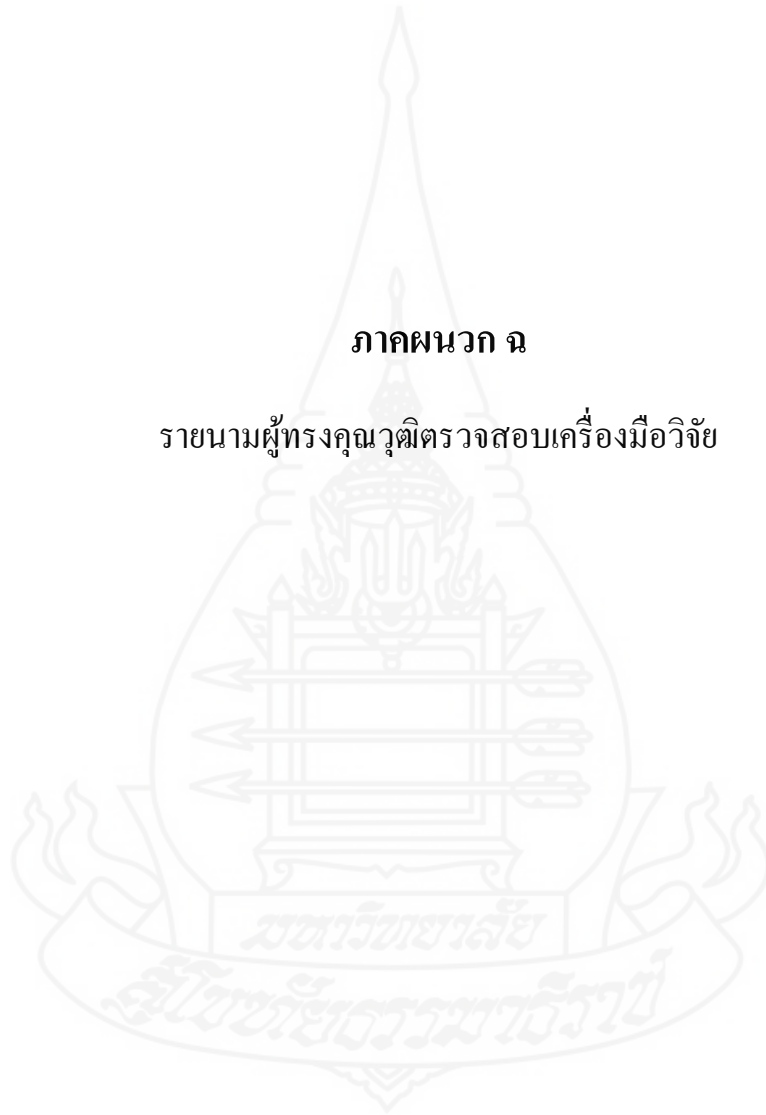 ภาคผนวก ฉ
รายนามผู้ทรงคุณวุฒิตรวจสอบเครื่องมือวิจัย
มหาวิทยาลัย
สุโขทัยธรรมาธิราช